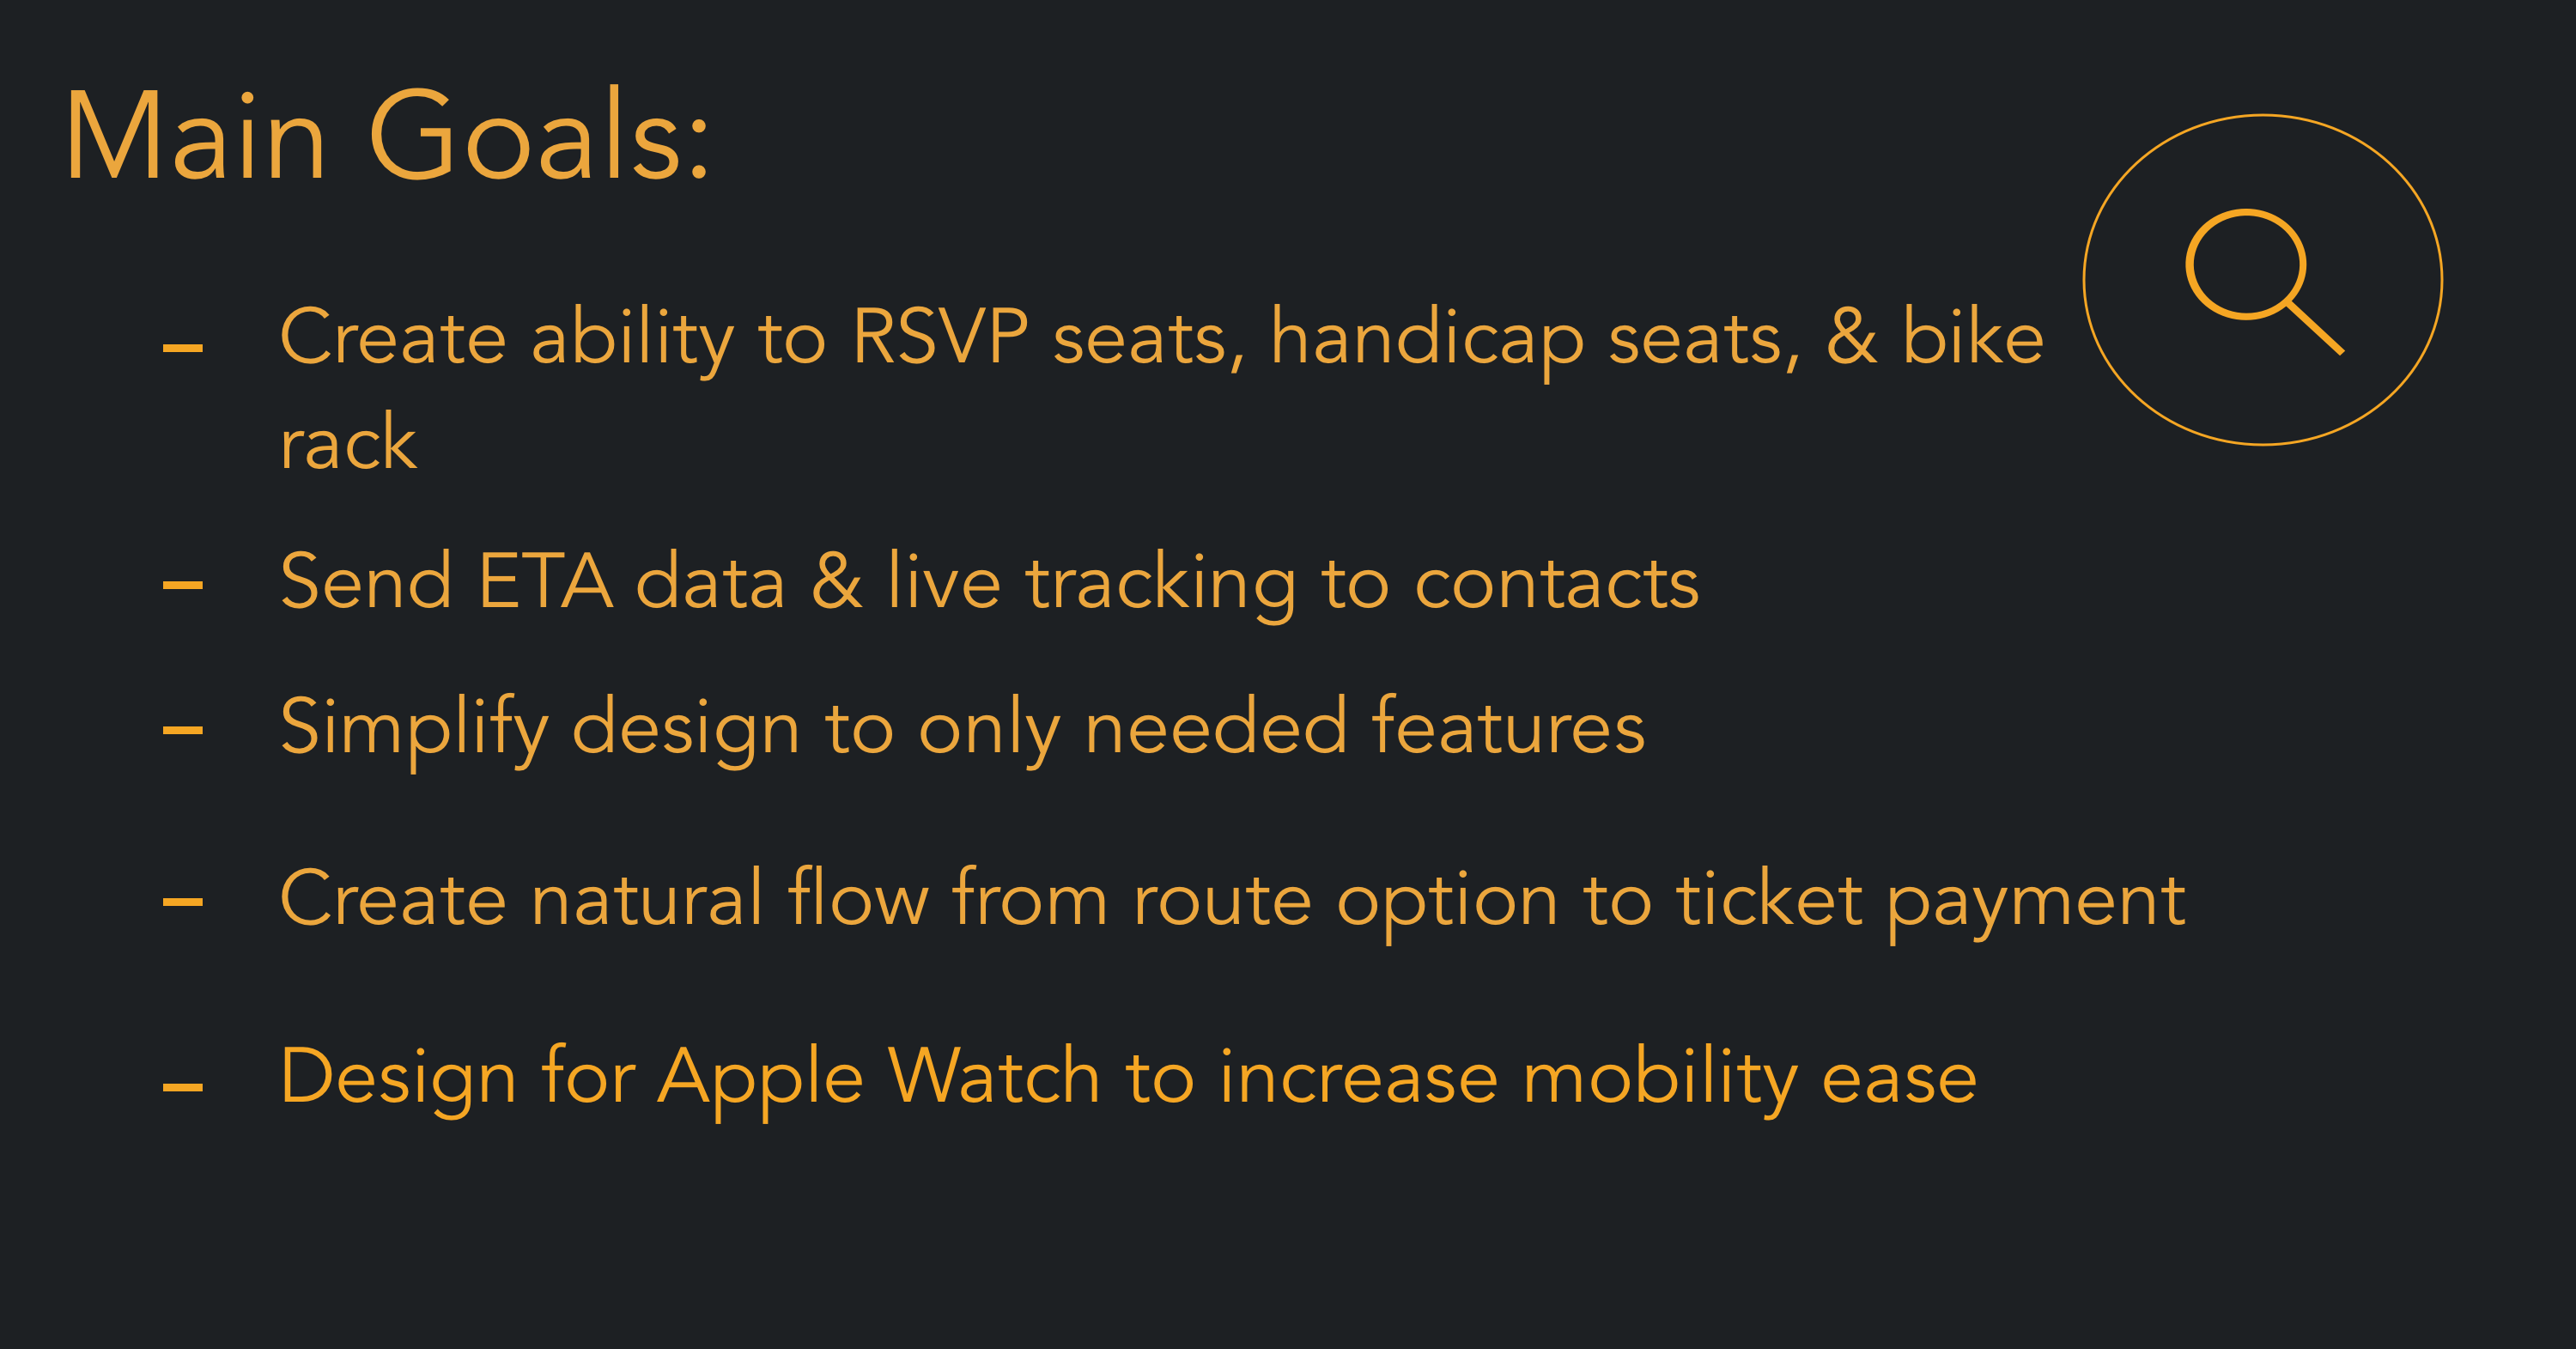 Main Goals:
– Create ability to RSVP seats, handicap seats, & bike
rack
– Send ETA data & live tracking to contacts
– Simplify design to only needed features
– Create natural flow from route option to ticket payment
– Design for Apple Watch to increase mobility ease